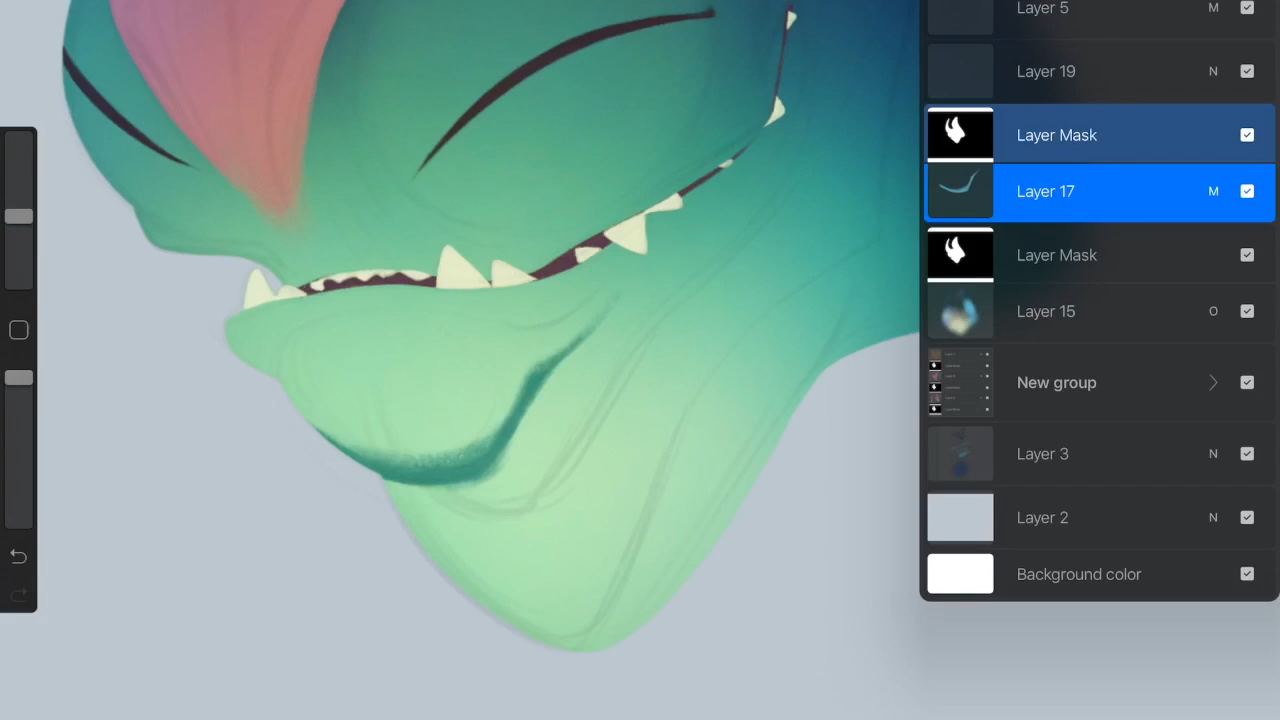 Layer 5 M
Layer 19 N
Layer Mask
Layer 17 M
Layer Mask
Layer 15 O
New group
Layer 3 N
Layer 2 N
Background color